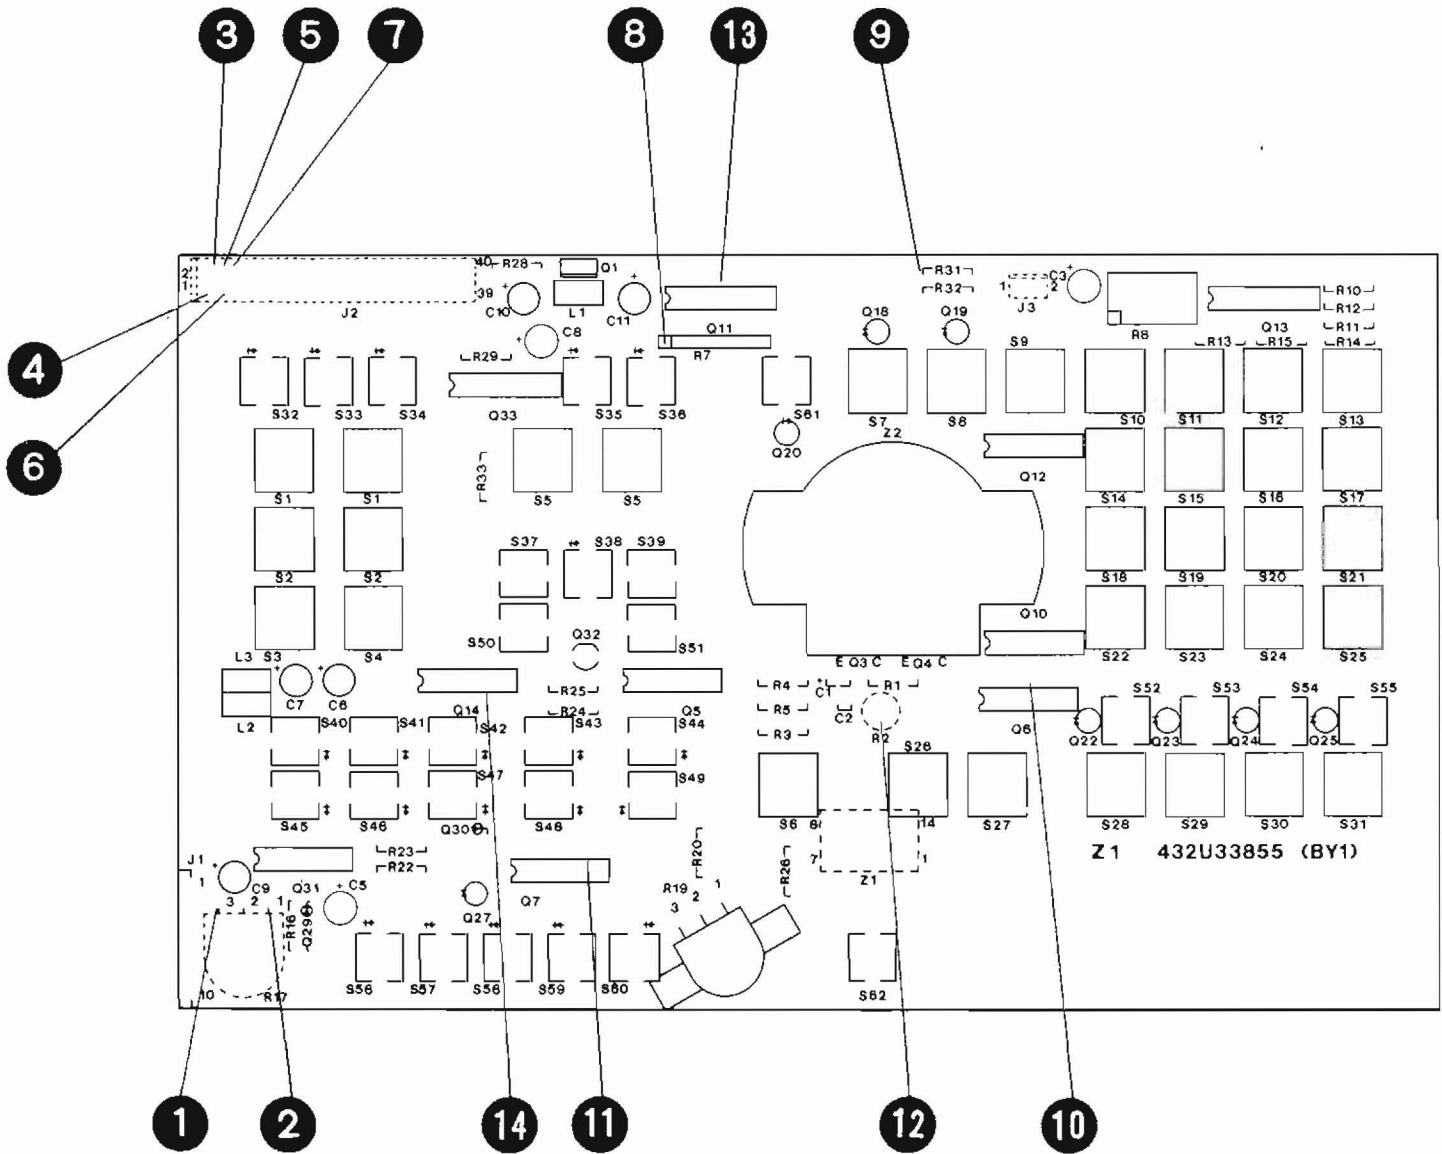 3 5 7 8 13 9
2 40 R28 Q1 R31 C3 R10
1 39 R32 1 2 R12
J2 C10 L1 C11 Q11 Q18 Q19 J3 R8 Q13 R11
4 C8 R7 S9 R13 R15 R14
R29
S32 S33 S34 Q33 S35 S36 S61 S7 S8 S10 S11 S12 S13
6 Z2
Q20
R33 Q12
S1 S1 S5 S5 S14 S15 S16 S17
S37 S38 S39
S2 S2 S18 S19 S20 S21
Q10
S50 Q32 S51
S3 S4 E Q3 C E Q4 C S22 S23 S24 S25
L3 R25 R4 C1 R1 S52 S53 S54 S55
C7 C6 R24 R5 C2
L2 S40 S41 Q14 S42 S43 Q5 S44 R3 R2 Q6 Q22 Q23 Q24 Q25
S26
S47 S49
S45 S46 Q30 S48 S6 8 14 S27 S28 S29 S30 S31
R23 Z1 432U33855 (BY1)
J1 R22 R20 R26 7 1
1 C9 Q31 C5 R19 1 Z1
3 2 1 Q27 Q7 2
R16 Q29 3
10 R17 S56 S57 S58 S59 S60 S62
1 2 14 11 12 10